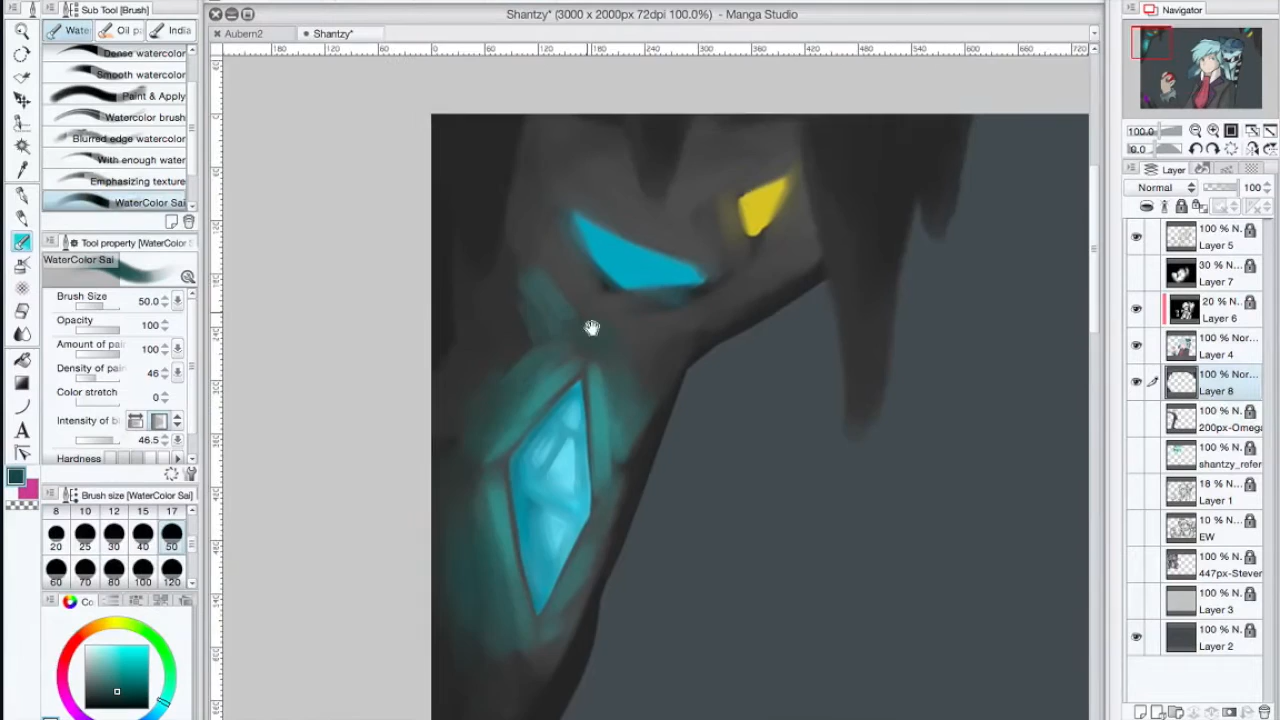 Sub Tool [Brush]
Shantzy* (3000 x 2000px 72dpi 100.0%) - Manga Studio
Navigator
Water
Oil p
India
Aubern2
Shantzy*
180 120 60 0 60 120 180 240 300 360 420 480 540 600 660 720
Dense watercolor
Smooth watercolor
Paint & Apply
Watercolor brush
Blurred edge watercolor
With enough water
Emphasizing texture
WaterColor Sai
100.0
0.0
Layer
Normal
100
Tool property [WaterColor S
WaterColor Sai
Brush Size 50.0
Opacity 100
Amount of pai 100
Density of pai 46
Color stretch 0
Intensity of b
46.5
Hardness
Brush size [WaterColor Sai]
8 10 12 15 17
20 25 30 40 50
60 70 80 100 120
Co
100 % N..
Layer 5
30 % N...
Layer 7
20 % N..
Layer 6
100 % Nor...
Layer 4
100 % Nor...
Layer 8
100 % N..
200px-Omega
100 % N..
shantzy_refer
18 % N...
Layer 1
10 % N...
EW
100 % N..
447px-Steven
100 % N..
Layer 3
100 % N..
Layer 2